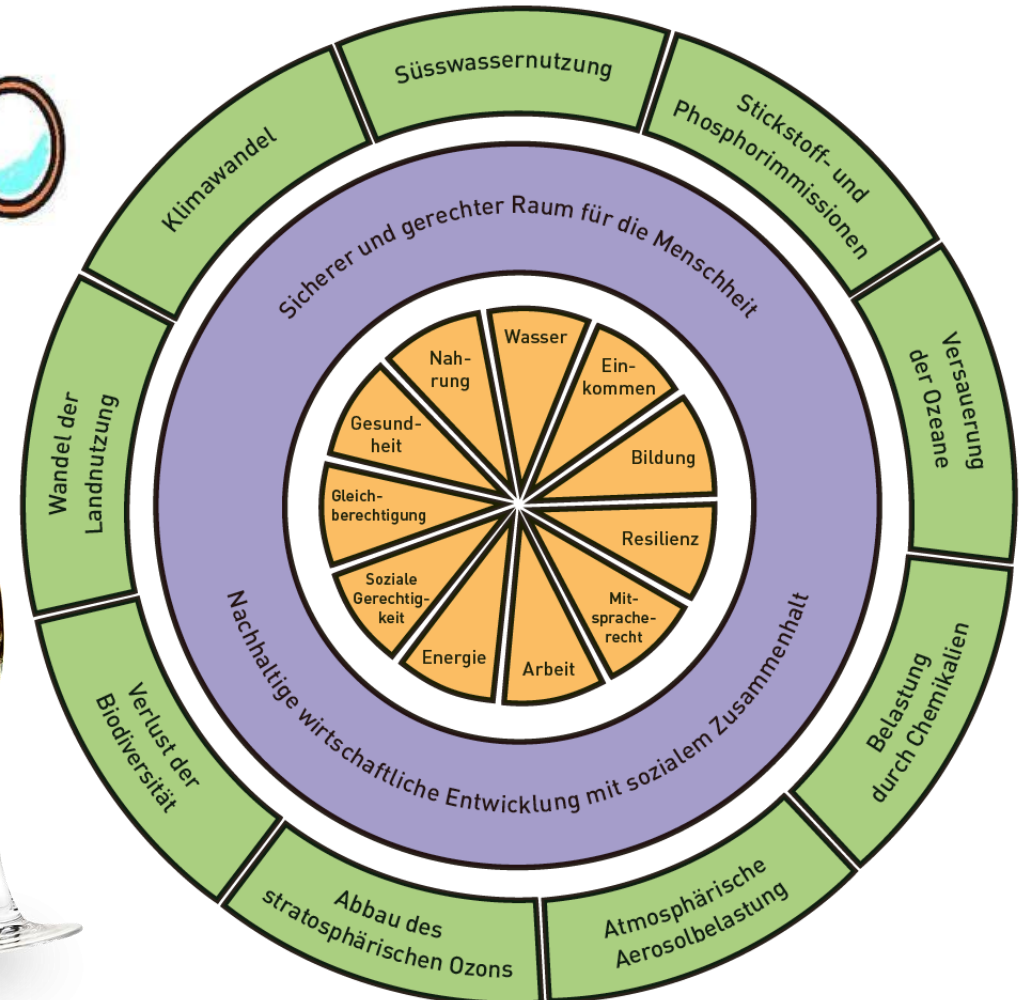 Süsswassernutzung
Stickstoff- und
Phosphorimmissionen
Versauerung
der Ozeane
Belastung
durch Chemikalien
Atmosphärische
Aerosolbelastung
Abbau des
stratosphärischen Ozons
Verlust der
Biodiversität
Wandel der
Landnutzung
Klimawandel
Sicherer und gerechter Raum für die Menschheit
Nachhaltige wirtschaftliche Entwicklung mit sozialem Zusammenhalt
Wasser
Ein-
kommen
Bildung
Resilienz
Mit-
sprache-
recht
Arbeit
Energie
Soziale
Gerechtig-
keit
Gleich-
berechtigung
Gesund-
heit
Nah-
rung